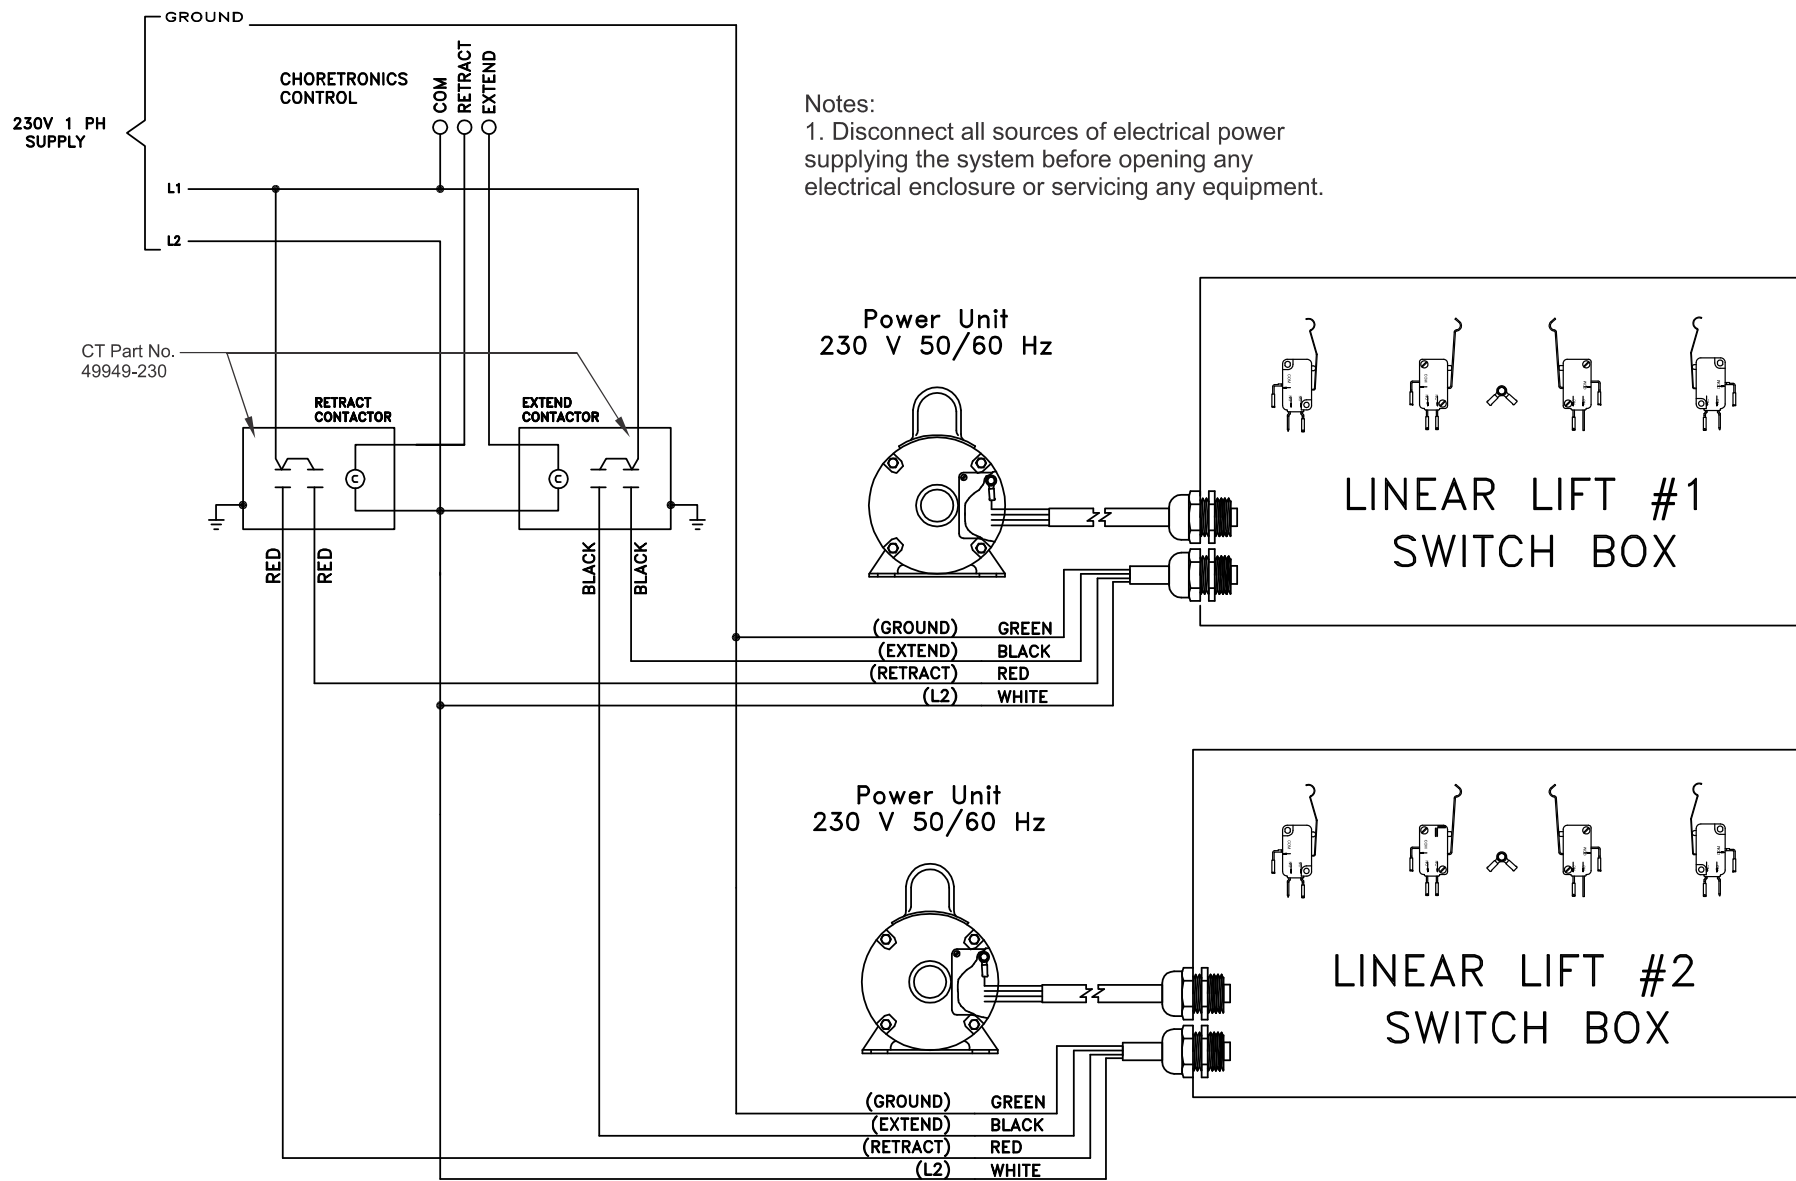 GROUND
CHORETRONICS
CONTROL
COM
RETRACT
EXTEND
230V 1 PH
SUPPLY
L1
L2
Notes:
1. Disconnect all sources of electrical power
supplying the system before opening any
electrical enclosure or servicing any equipment.
CT Part No.
49949-230
RETRACT
CONTACTOR
EXTEND
CONTACTOR
C
C
RED
RED
BLACK
BLACK
Power Unit
230 V 50/60 Hz
LINEAR LIFT #1
SWITCH BOX
(GROUND) GREEN
(EXTEND) BLACK
(RETRACT) RED
(L2) WHITE
Power Unit
230 V 50/60 Hz
LINEAR LIFT #2
SWITCH BOX
(GROUND) GREEN
(EXTEND) BLACK
(RETRACT) RED
(L2) WHITE